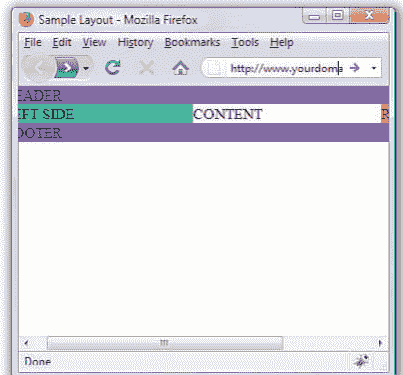 Sample Layout - Mozilla Firefox
File Edit View History Bookmarks Tools Help
http://www.yourdoma
EADER
EFT SIDE CONTENT R
OOTER
Done